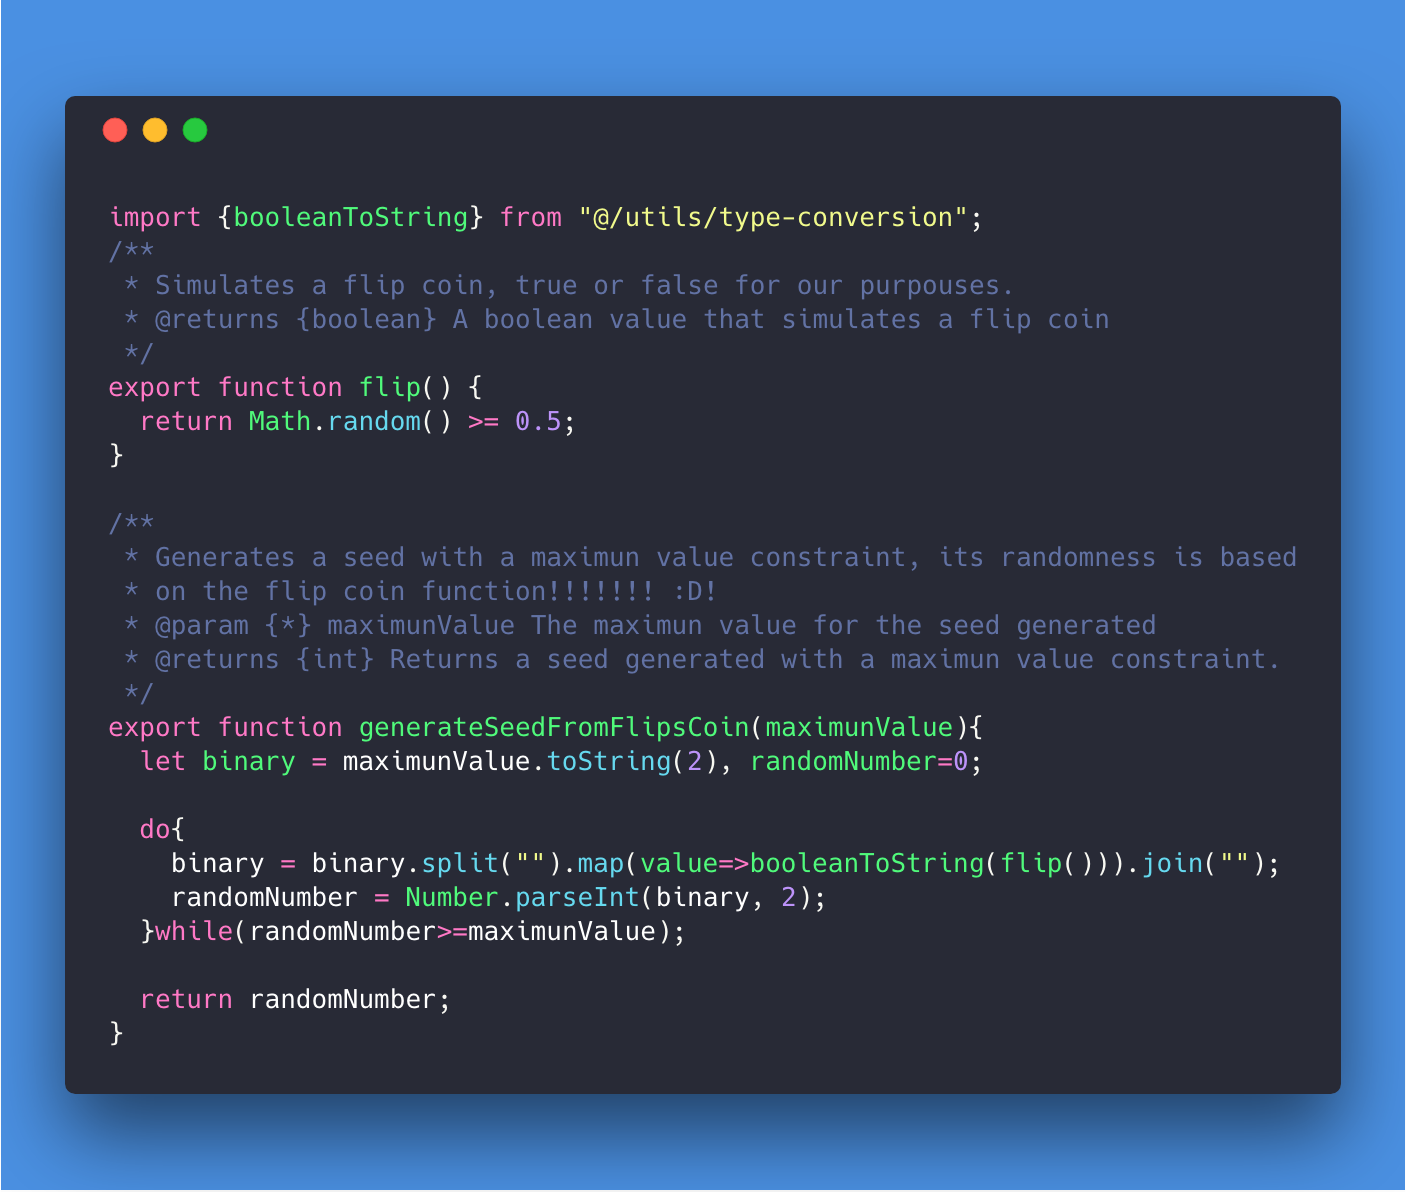 import {booleanToString} from "@/utils/type-conversion";
/**
 * Simulates a flip coin, true or false for our purpouses.
 * @returns {boolean} A boolean value that simulates a flip coin
 */
export function flip() {
  return Math.random() >= 0.5;
}

/**
 * Generates a seed with a maximun value constraint, its randomness is based
 * on the flip coin function!!!!!!! :D!
 * @param {*} maximunValue The maximun value for the seed generated
 * @returns {int} Returns a seed generated with a maximun value constraint.
 */
export function generateSeedFromFlipsCoin(maximunValue){
  let binary = maximunValue.toString(2), randomNumber=0;

  do{
    binary = binary.split("").map(value=>booleanToString(flip())).join("");
    randomNumber = Number.parseInt(binary, 2);
  }while(randomNumber>=maximunValue);

  return randomNumber;
}